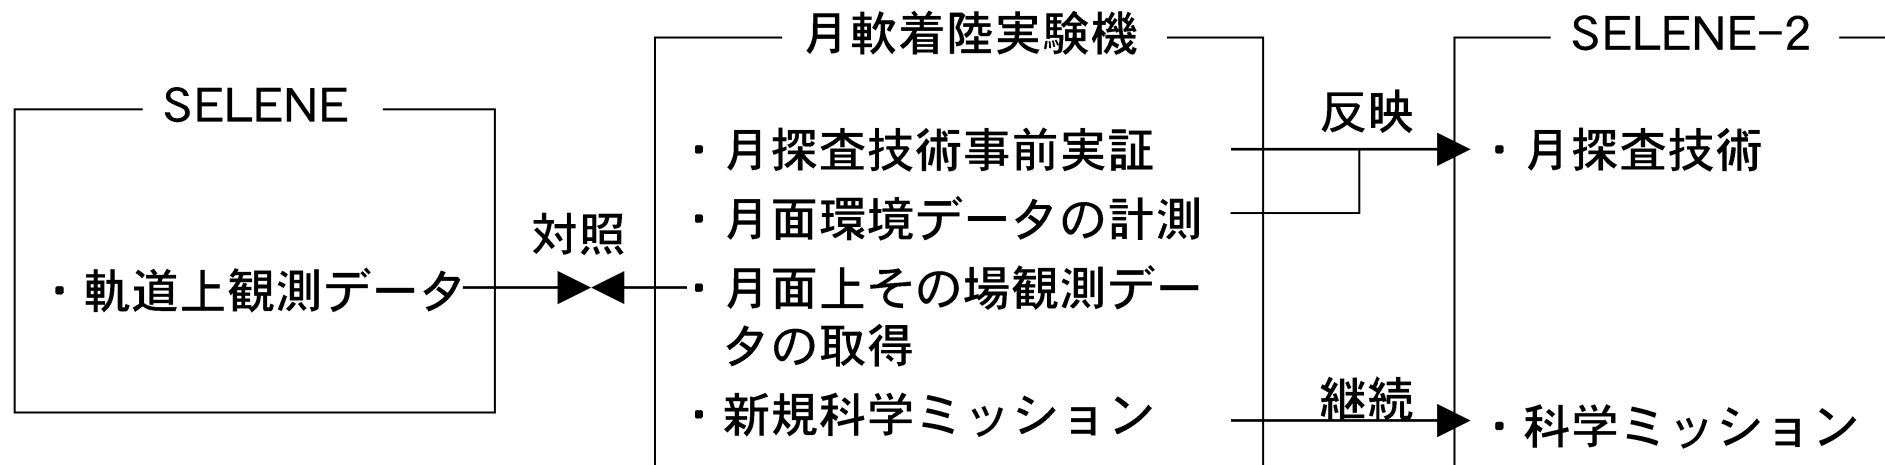 SELENE
・軌道上観測データ
対照
月軟着陸実験機
・月探査技術事前実証
・月面環境データの計測
・月面上その場観測デー
タの取得
・新規科学ミッション
反映
継続
SELENE-2
・月探査技術
・科学ミッション